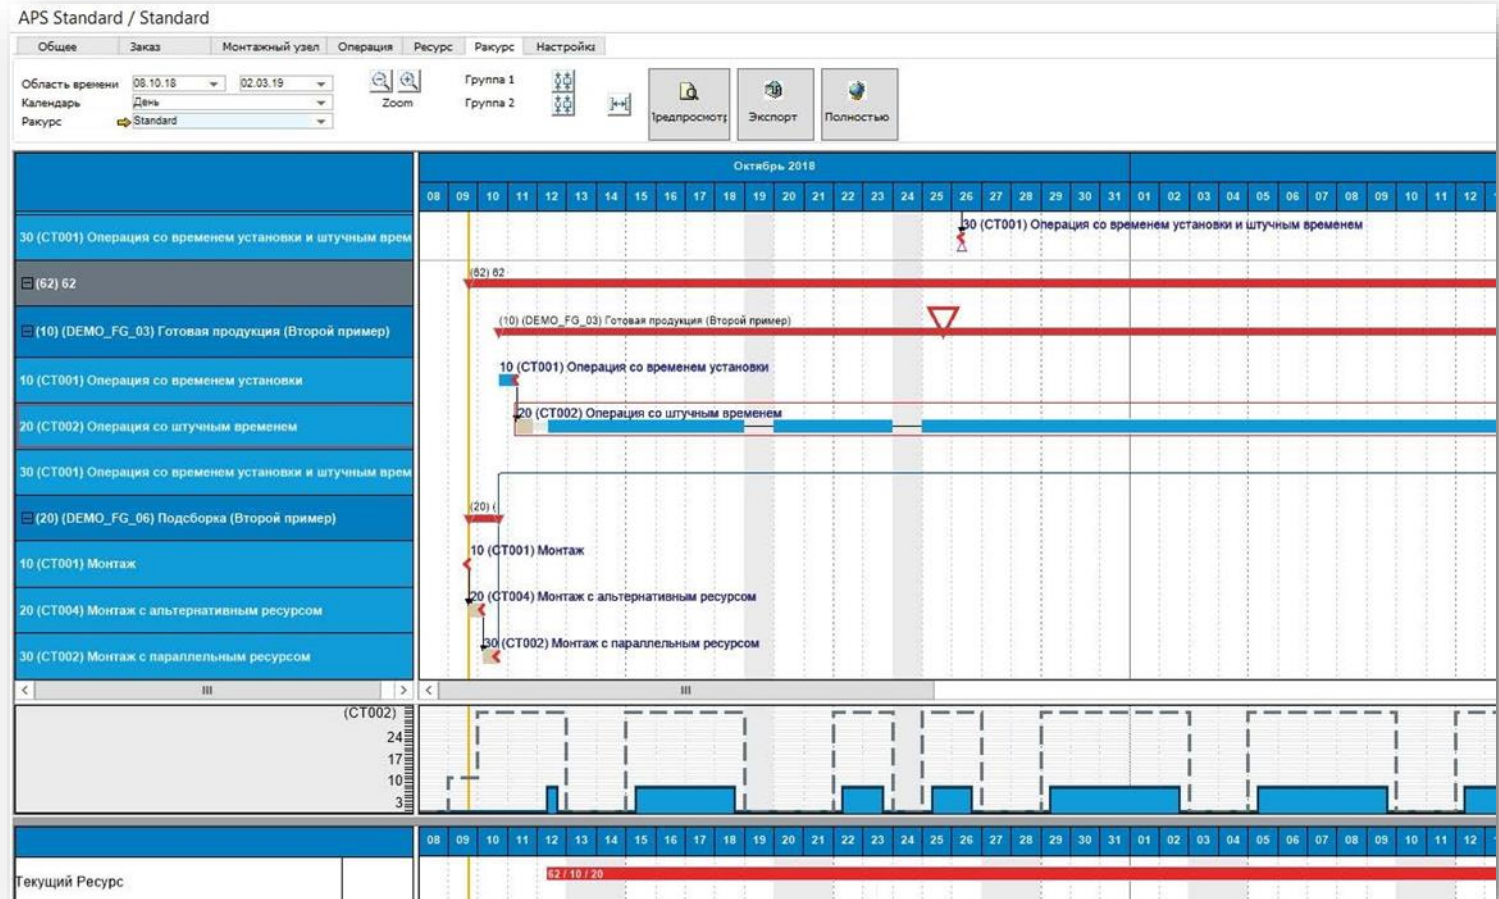 APS Standard / Standard
Общее Заказ Монтажный узел Операция Ресурс Ракурс Настройка
Область времени 08.10.18 02.03.19
Календарь День
Ракурс Standard
Zoom
Группа 1
Группа 2
Предпросмотр Экспорт Полностью
Октябрь 2018
08 09 10 11 12 13 14 15 16 17 18 19 20 21 22 23 24 25 26 27 28 29 30 31 01 02 03 04 05 06 07 08 09 10 11 12
30 (CT001) Операция со временем установки и штучным врем
30 (CT001) Операция со временем установки и штучным временем
(62) 62
(62) 62
(10) (DEMO_FG_03) Готовая продукция (Второй пример)
(10) (DEMO_FG_03) Готовая продукция (Второй пример)
10 (CT001) Операция со временем установки
10 (CT001) Операция со временем установки
20 (CT002) Операция со штучным временем
20 (CT002) Операция со штучным временем
30 (CT001) Операция со временем установки и штучным врем
(20) (DEMO_FG_06) Подсборка (Второй пример)
(20) (
10 (CT001) Монтаж
10 (CT001) Монтаж
20 (CT004) Монтаж с альтернативным ресурсом
20 (CT004) Монтаж с альтернативным ресурсом
30 (CT002) Монтаж с параллельным ресурсом
30 (CT002) Монтаж с параллельным ресурсом
(CT002)
24
17
10
3
08 09 10 11 12 13 14 15 16 17 18 19 20 21 22 23 24 25 26 27 28 29 30 31 01 02 03 04 05 06 07 08 09 10 11 12
Текущий Ресурс
62 / 10 / 20